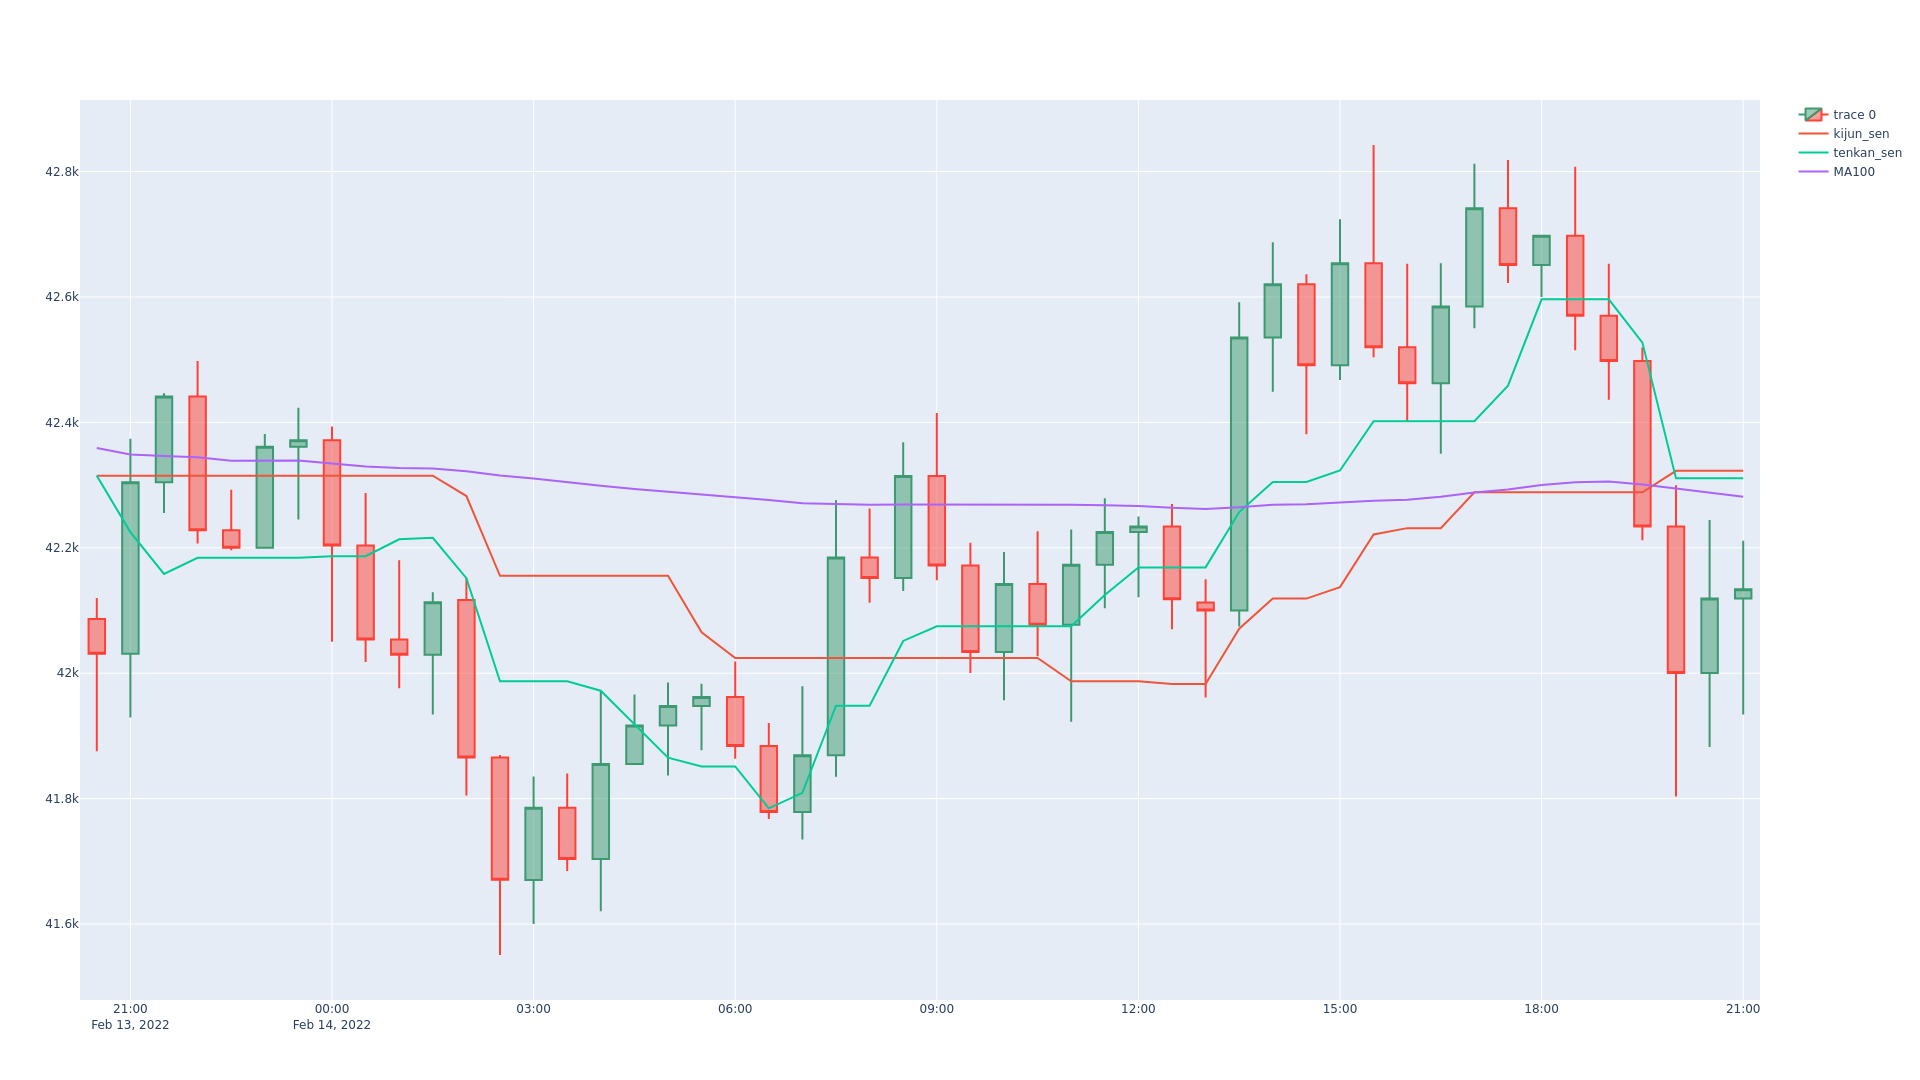 trace 0
kijun_sen
tenkan_sen
MA100
42.8k
42.6k
42.4k
42.2k
42k
41.8k
41.6k
21:00 00:00 03:00 06:00 09:00 12:00 15:00 18:00 21:00
Feb 13, 2022 Feb 14, 2022